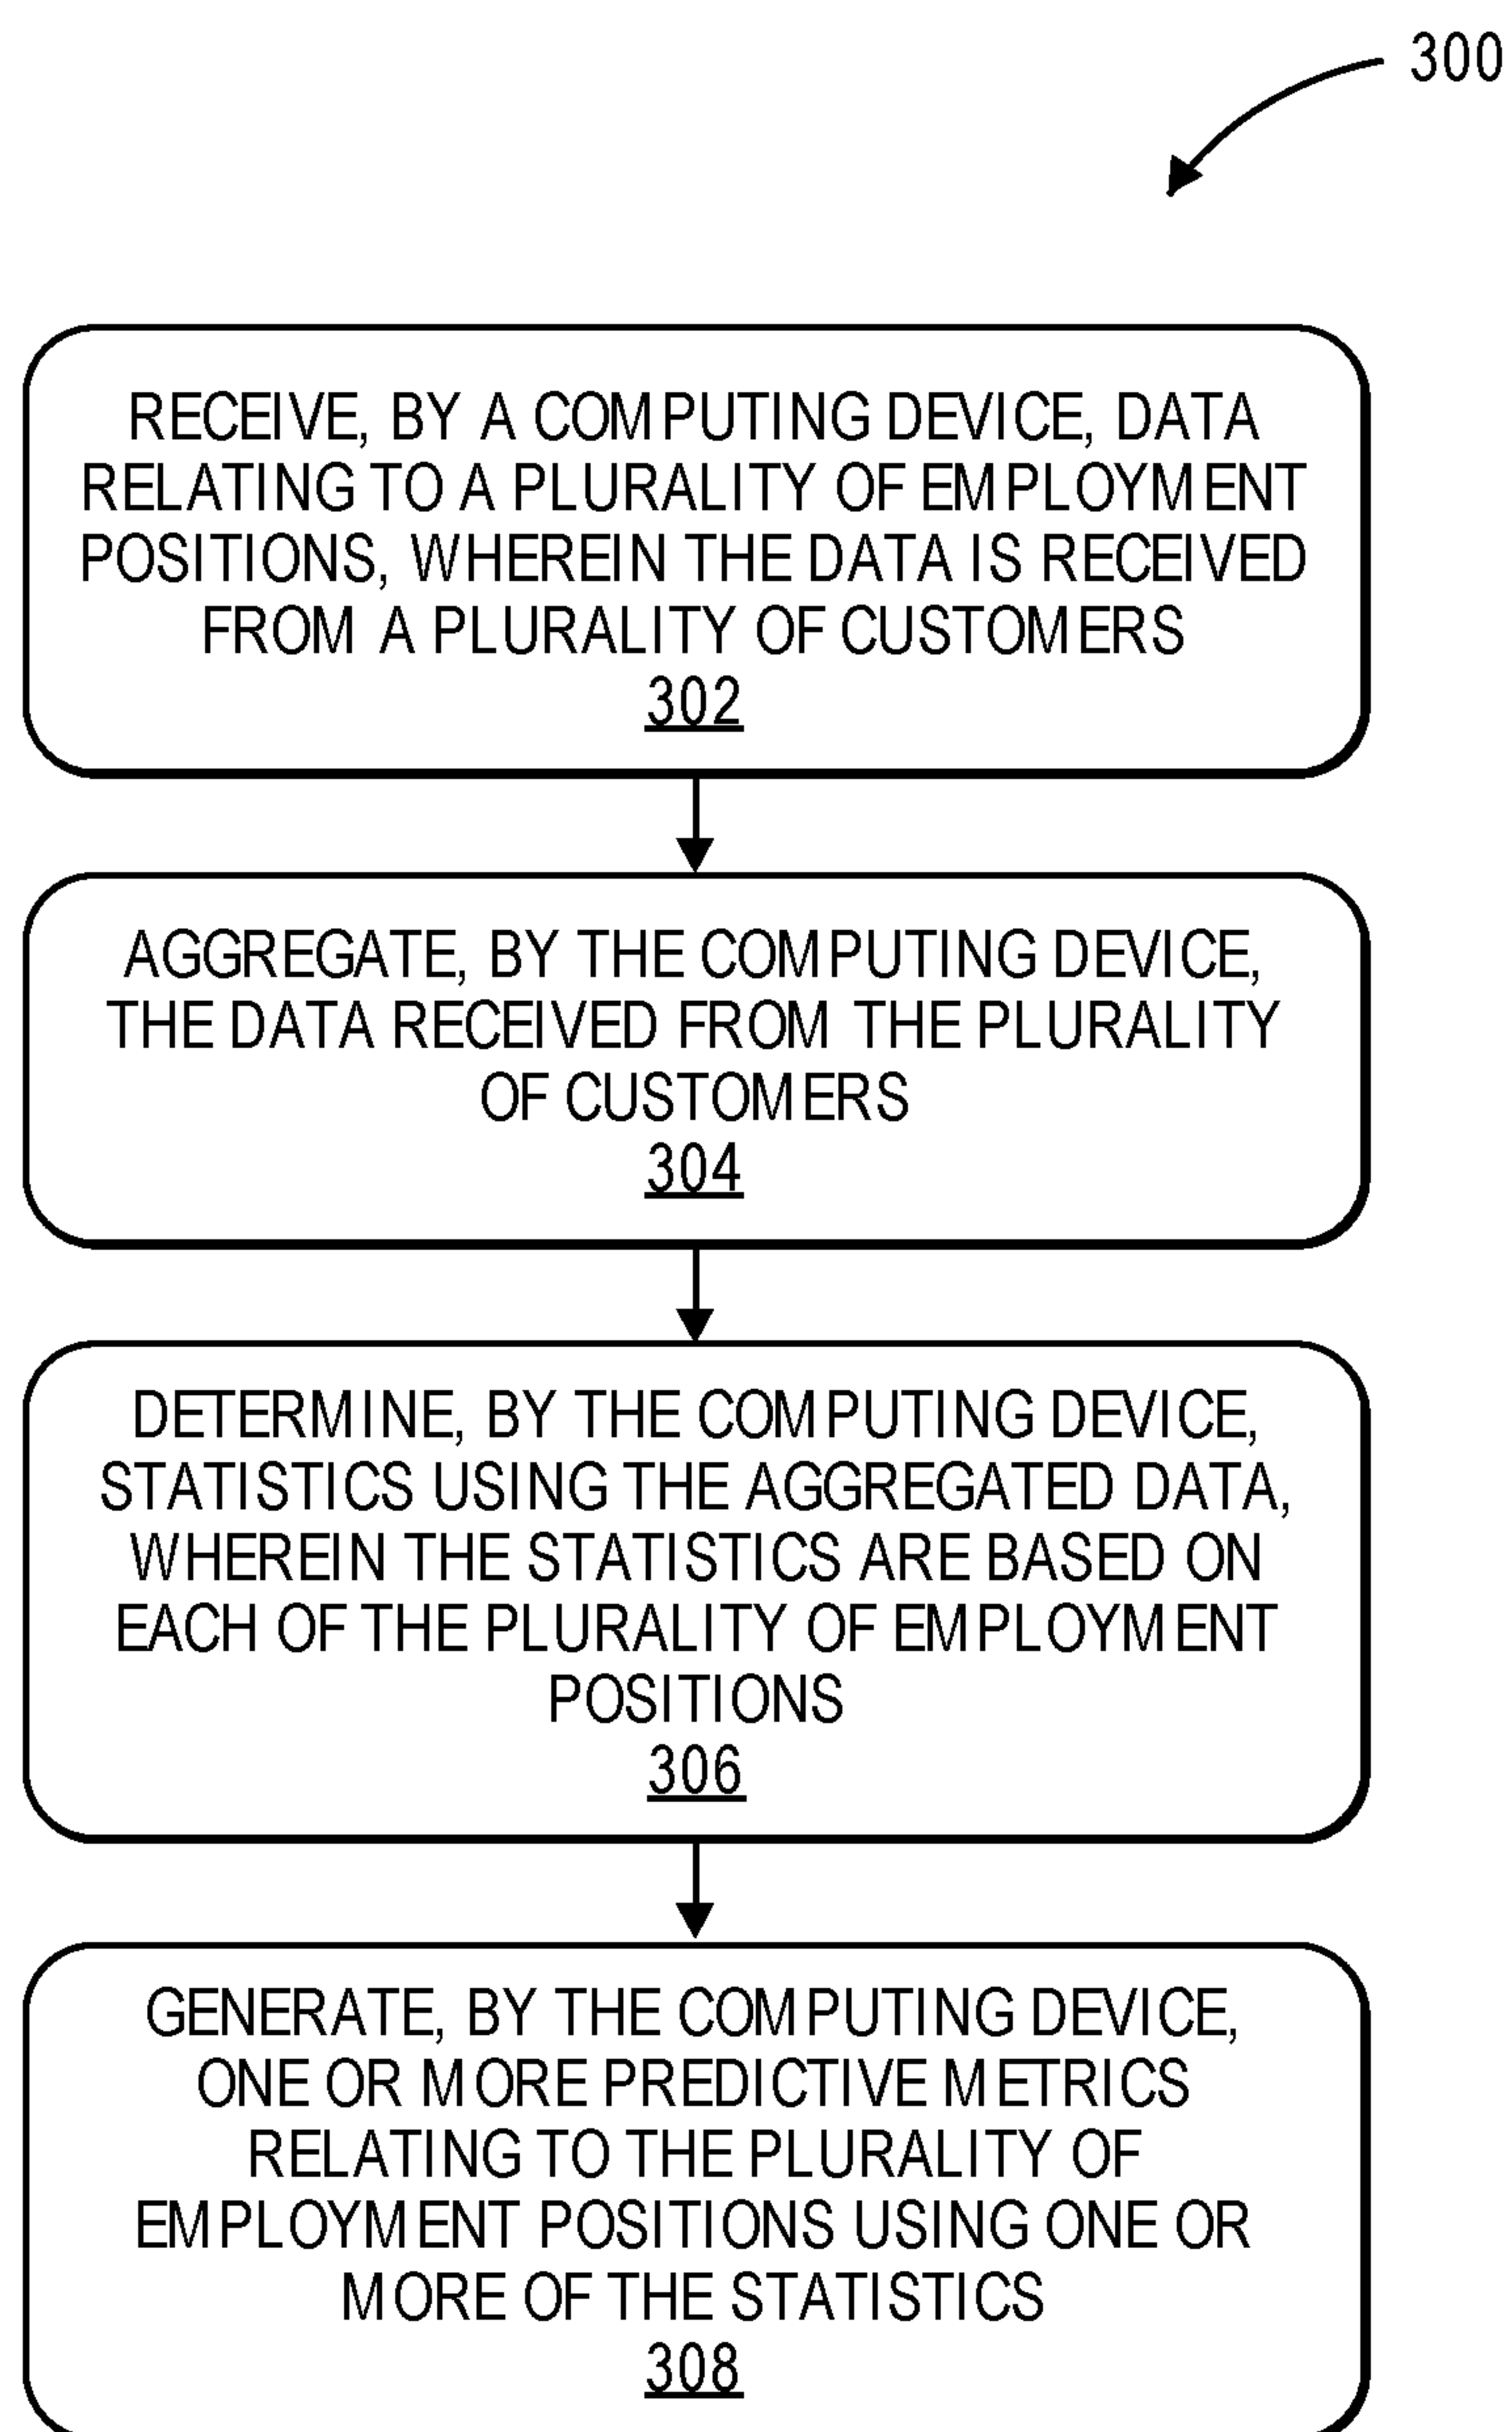 300
RECEIVE, BY A COMPUTING DEVICE, DATA
RELATING TO A PLURALITY OF EMPLOYMENT
POSITIONS, WHEREIN THE DATA IS RECEIVED
FROM A PLURALITY OF CUSTOMERS
302
AGGREGATE, BY THE COMPUTING DEVICE,
THE DATA RECEIVED FROM THE PLURALITY
OF CUSTOMERS
304
DETERMINE, BY THE COMPUTING DEVICE,
STATISTICS USING THE AGGREGATED DATA,
WHEREIN THE STATISTICS ARE BASED ON
EACH OF THE PLURALITY OF EMPLOYMENT
POSITIONS
306
GENERATE, BY THE COMPUTING DEVICE,
ONE OR MORE PREDICTIVE METRICS
RELATING TO THE PLURALITY OF
EMPLOYMENT POSITIONS USING ONE OR
MORE OF THE STATISTICS
308